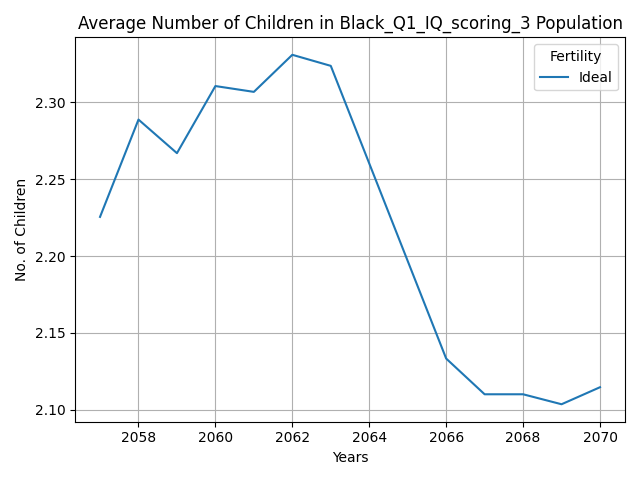 Average Number of Children in Black_Q1_IQ_scoring_3 Population
Fertility
Ideal
No. of Children
2.30
2.25
2.20
2.15
2.10
2058 2060 2062 2064 2066 2068 2070
Years